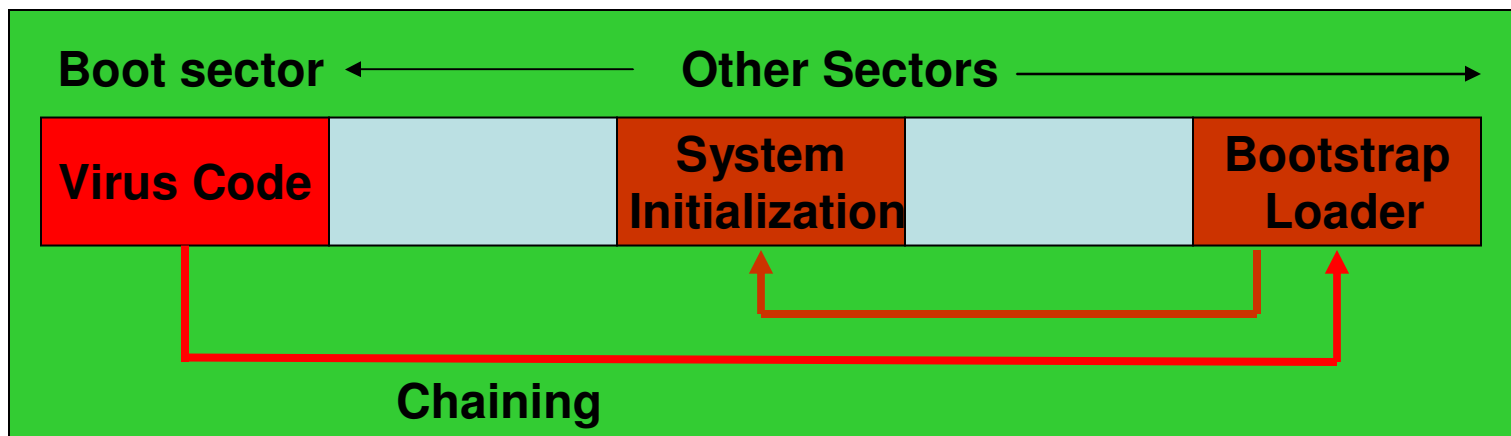 Boot sector
Other Sectors
Virus Code
System
Initialization
Bootstrap
Loader
Chaining